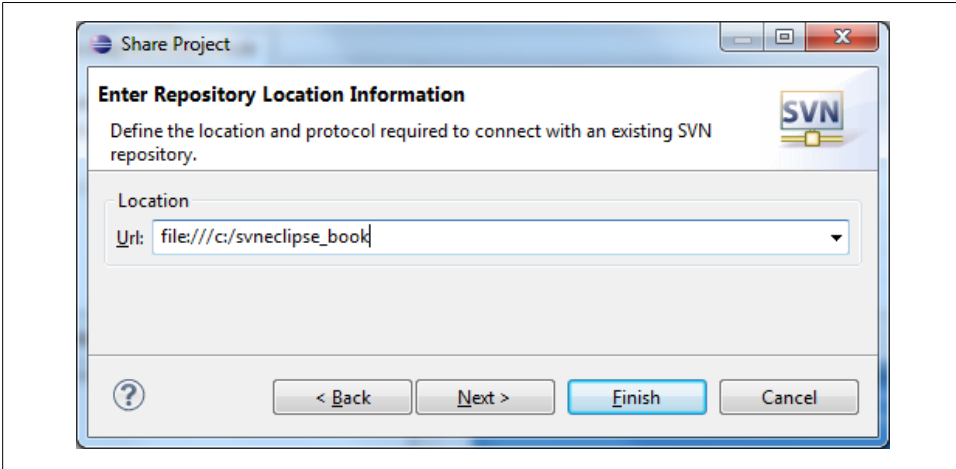 Share Project
Enter Repository Location Information
SVN
Define the location and protocol required to connect with an existing SVN
repository.
Location
Url: file:///c:/svneclipse_book
?
< Back
Next >
Finish
Cancel